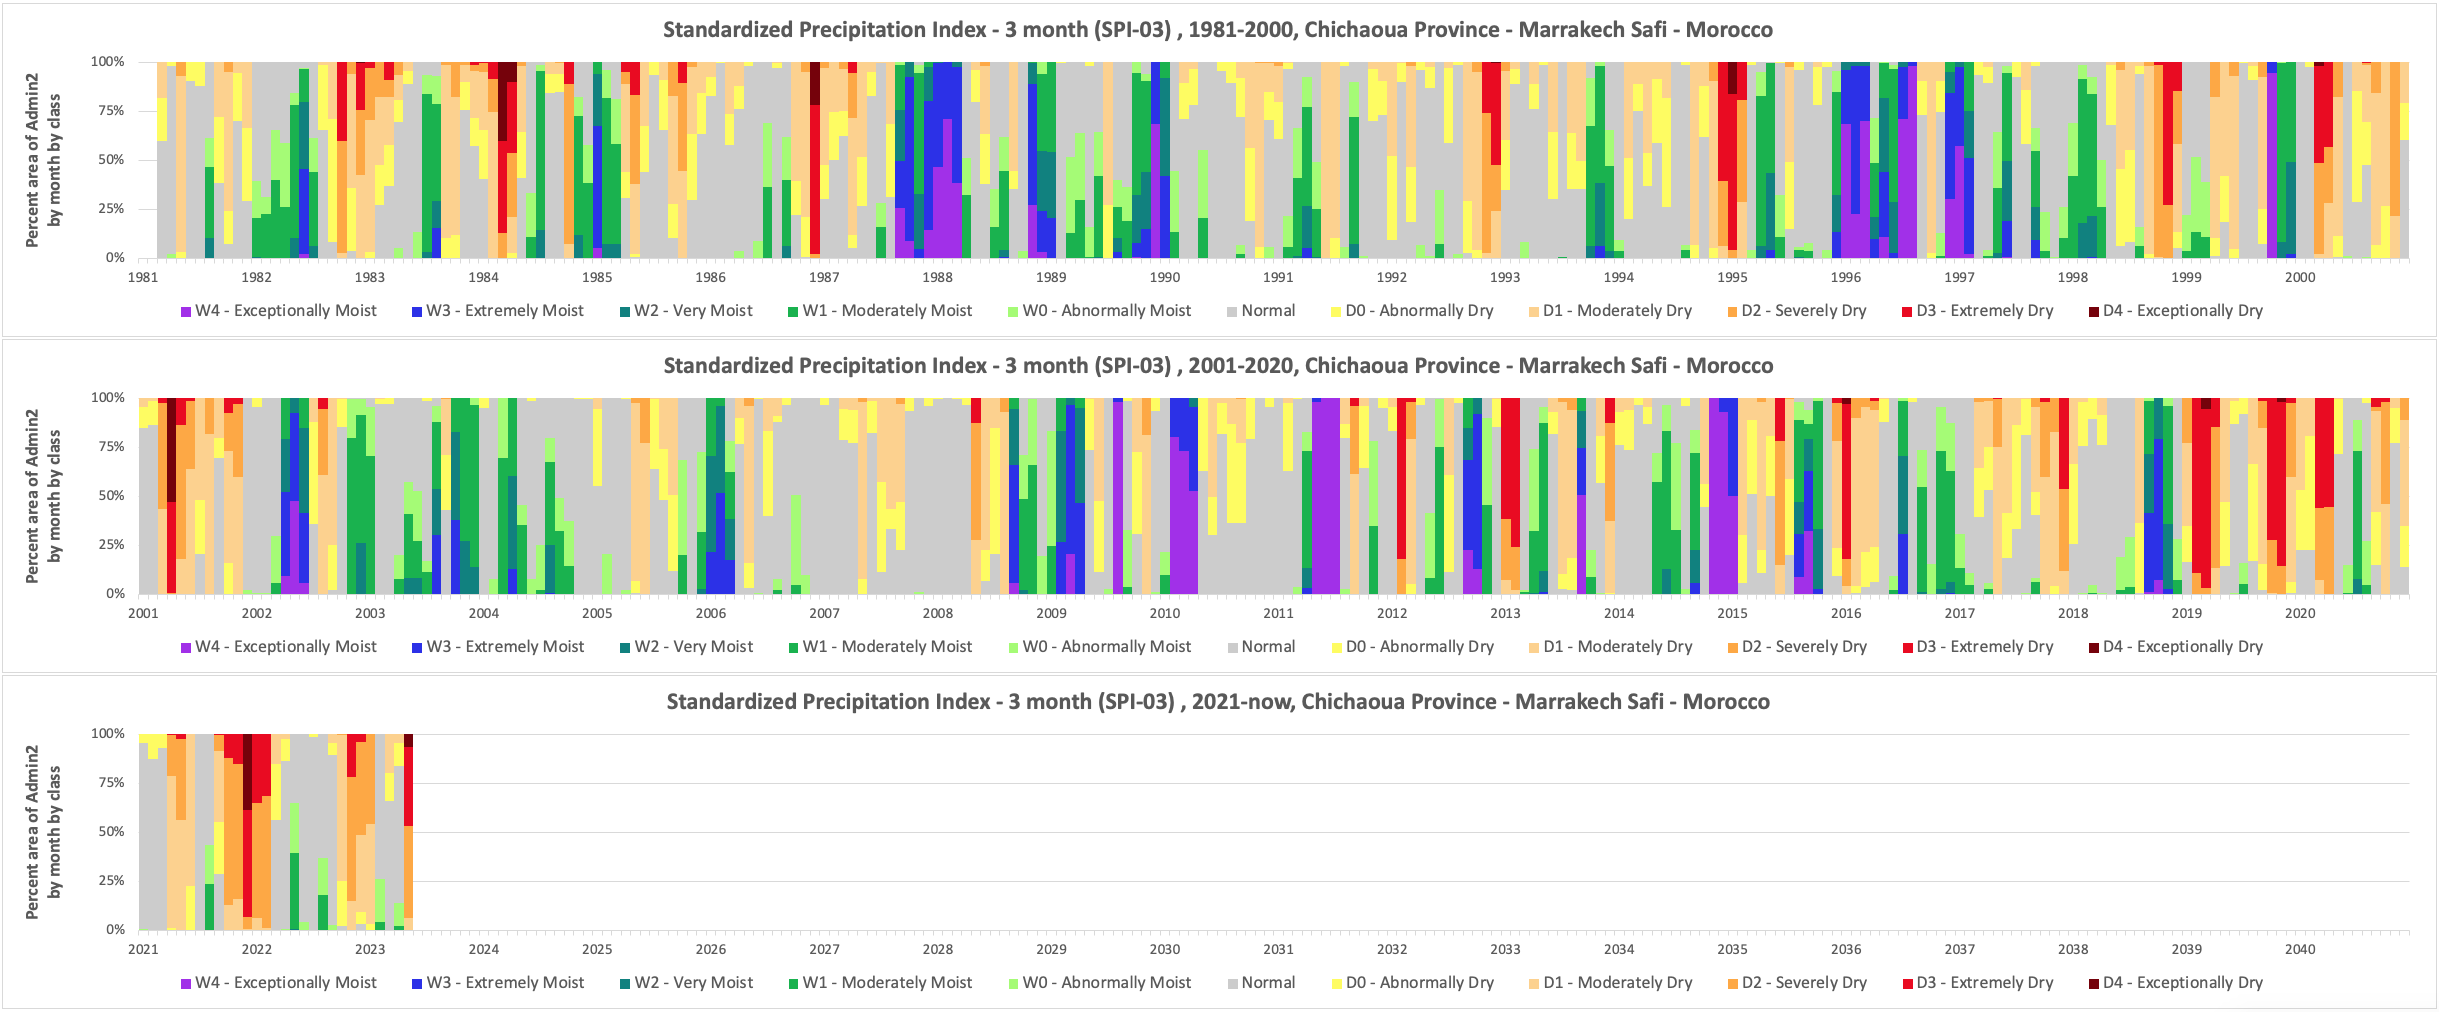 Standardized Precipitation Index - 3 month (SPI-03) , 1981-2000, Chichaoua Province - Marrakech Safi - Morocco
Percent area of Admin2
by month by class
100%
75%
50%
25%
0%
1981 1982 1983 1984 1985 1986 1987 1988 1989 1990 1991 1992 1993 1994 1995 1996 1997 1998 1999 2000
W4 - Exceptionally Moist W3 - Extremely Moist W2 - Very Moist W1 - Moderately Moist W0 - Abnormally Moist Normal D0 - Abnormally Dry D1 - Moderately Dry D2 - Severely Dry D3 - Extremely Dry D4 - Exceptionally Dry
Standardized Precipitation Index - 3 month (SPI-03) , 2001-2020, Chichaoua Province - Marrakech Safi - Morocco
Percent area of Admin2
by month by class
100%
75%
50%
25%
0%
2001 2002 2003 2004 2005 2006 2007 2008 2009 2010 2011 2012 2013 2014 2015 2016 2017 2018 2019 2020
W4 - Exceptionally Moist W3 - Extremely Moist W2 - Very Moist W1 - Moderately Moist W0 - Abnormally Moist Normal D0 - Abnormally Dry D1 - Moderately Dry D2 - Severely Dry D3 - Extremely Dry D4 - Exceptionally Dry
Standardized Precipitation Index - 3 month (SPI-03) , 2021-now, Chichaoua Province - Marrakech Safi - Morocco
Percent area of Admin2
by month by class
100%
75%
50%
25%
0%
2021 2022 2023 2024 2025 2026 2027 2028 2029 2030 2031 2032 2033 2034 2035 2036 2037 2038 2039 2040
W4 - Exceptionally Moist W3 - Extremely Moist W2 - Very Moist W1 - Moderately Moist W0 - Abnormally Moist Normal D0 - Abnormally Dry D1 - Moderately Dry D2 - Severely Dry D3 - Extremely Dry D4 - Exceptionally Dry